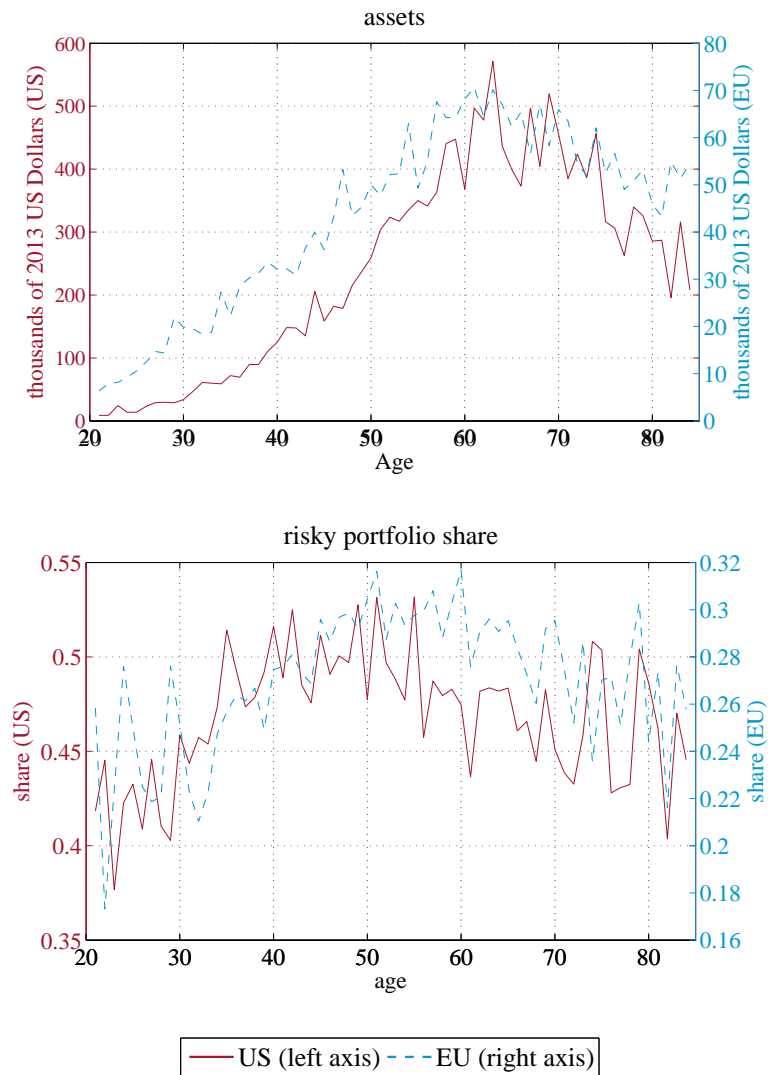 assets
600
500
400
300
200
100
0
thousands of 2013 US Dollars (US)
80
70
60
50
40
30
20
10
0
thousands of 2013 US Dollars (EU)
20 30 40 50 60 70 80
Age
risky portfolio share
0.55
0.5
0.45
0.4
0.35
share (US)
0.32
0.3
0.28
0.26
0.24
0.22
0.2
0.18
0.16
share (EU)
20 30 40 50 60 70 80
age
US (left axis) EU (right axis)